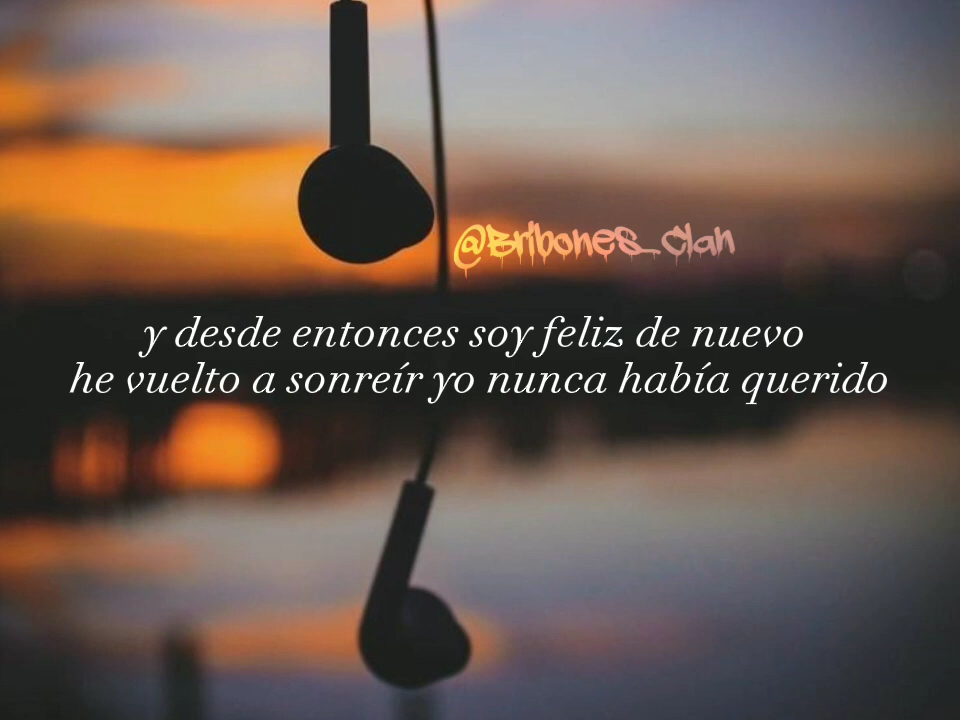 @Bribones_Clan
y desde entonces soy feliz de nuevo
he vuelto a sonreír yo nunca había querido